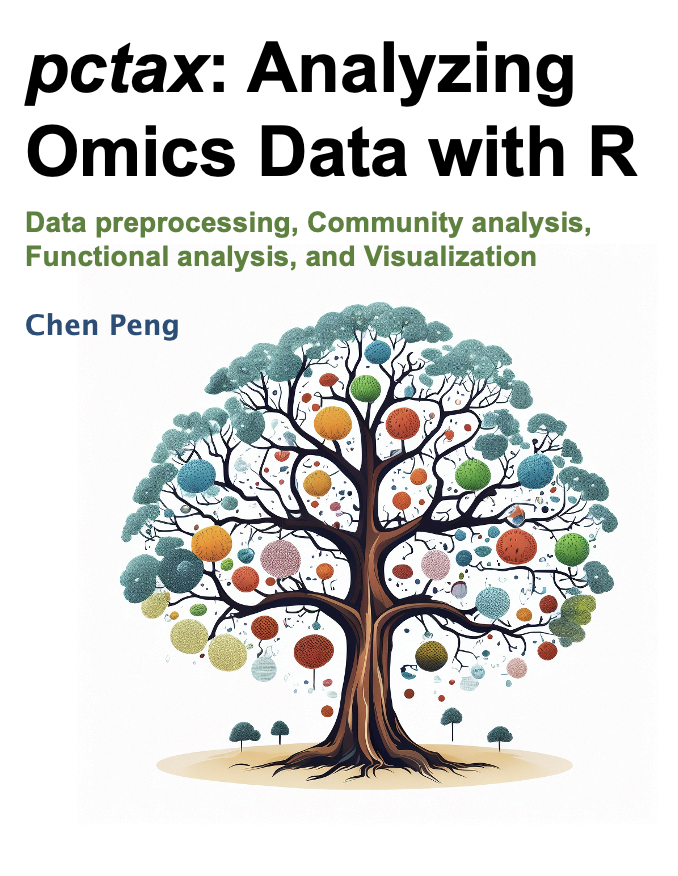 pctax: Analyzing
Omics Data with R
Data preprocessing, Community analysis,
Functional analysis, and Visualization
Chen Peng